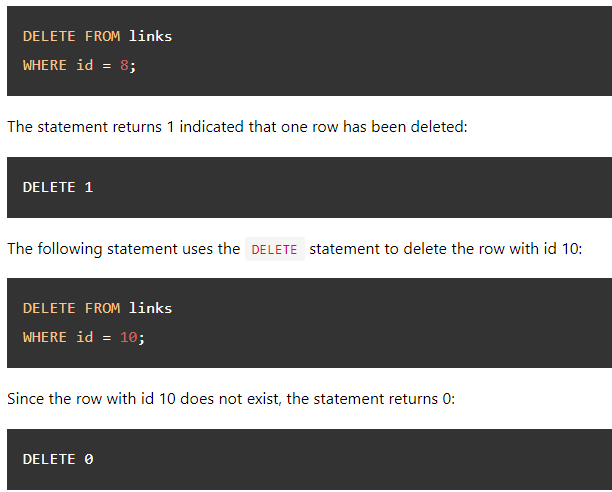 DELETE FROM links
WHERE id = 8;
The statement returns 1 indicated that one row has been deleted:
DELETE 1
The following statement uses the DELETE statement to delete the row with id 10:
DELETE FROM links
WHERE id = 10;
Since the row with id 10 does not exist, the statement returns 0:
DELETE 0